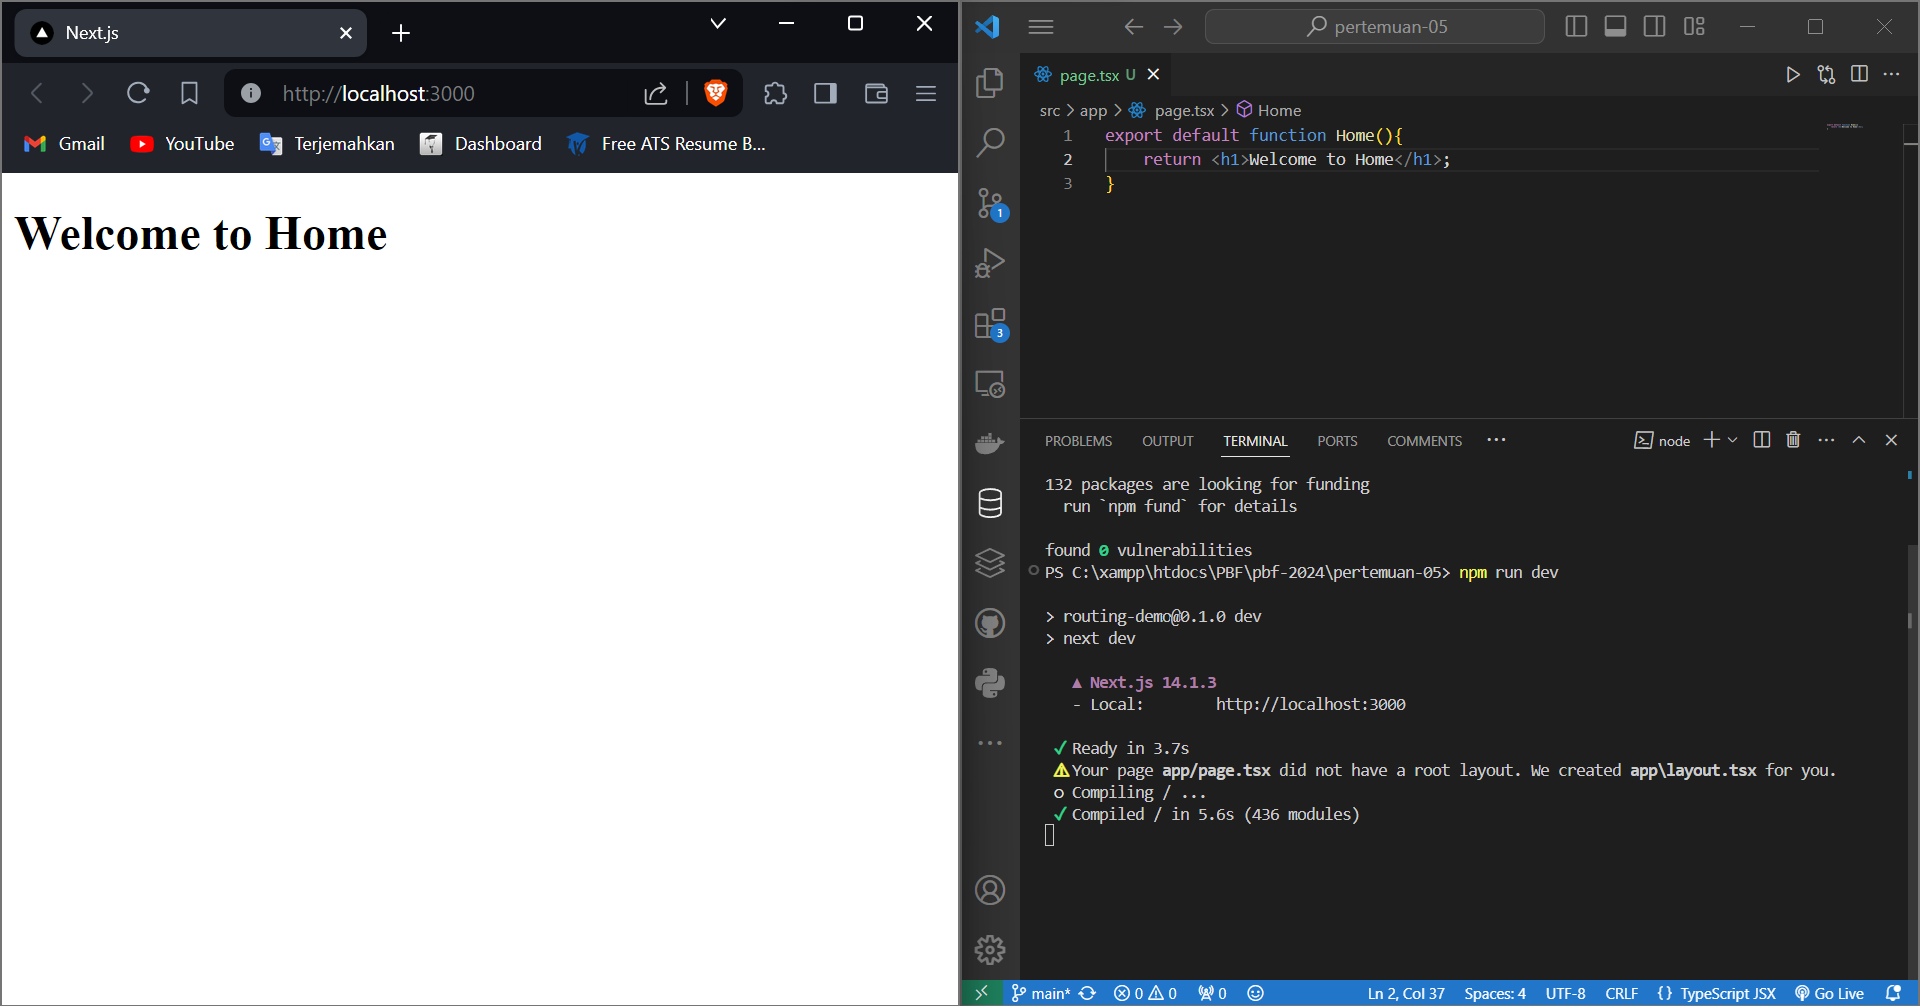 Next.js
http://localhost:3000
Gmail YouTube Terjemahkan Dashboard Free ATS Resume B...
Welcome to Home
pertemuan-05
page.tsx U
src > app > page.tsx > Home
1 export default function Home(){
2     return <h1>Welcome to Home</h1>;
3 }
1
3
PROBLEMS OUTPUT TERMINAL PORTS COMMENTS ··· node
132 packages are looking for funding
  run `npm fund` for details
found 0 vulnerabilities
PS C:\xampp\htdocs\PBF\pbf-2024\pertemuan-05> npm run dev
> routing-demo@0.1.0 dev
> next dev
▲ Next.js 14.1.3
- Local:        http://localhost:3000
✓ Ready in 3.7s
⚠ Your page app/page.tsx did not have a root layout. We created app\layout.tsx for you.
○ Compiling / ...
✓ Compiled / in 5.6s (436 modules)
main* 0 0 0 Ln 2, Col 37 Spaces: 4 UTF-8 CRLF {} TypeScript JSX Go Live